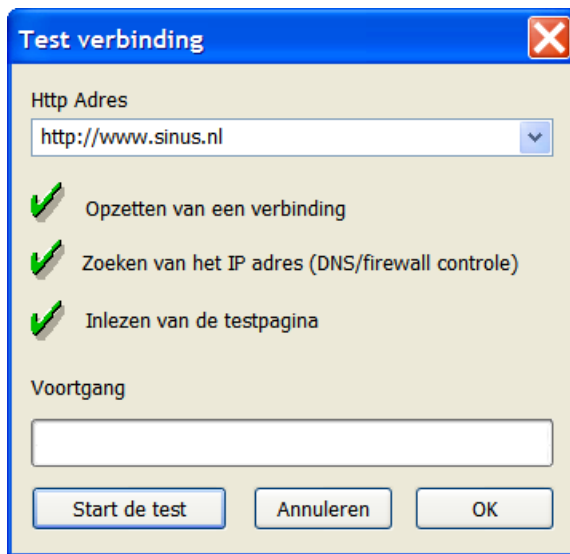 Test verbinding
Http Adres
http://www.sinus.nl
Opzetten van een verbinding
Zoeken van het IP adres (DNS/firewall controle)
Inlezen van de testpagina
Voortgang
Start de test
Annuleren
OK